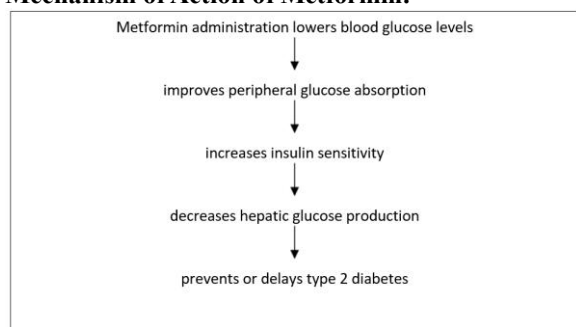 Mechanism of Action of Metformin:
Metformin administration lowers blood glucose levels
improves peripheral glucose absorption
increases insulin sensitivity
decreases hepatic glucose production
prevents or delays type 2 diabetes